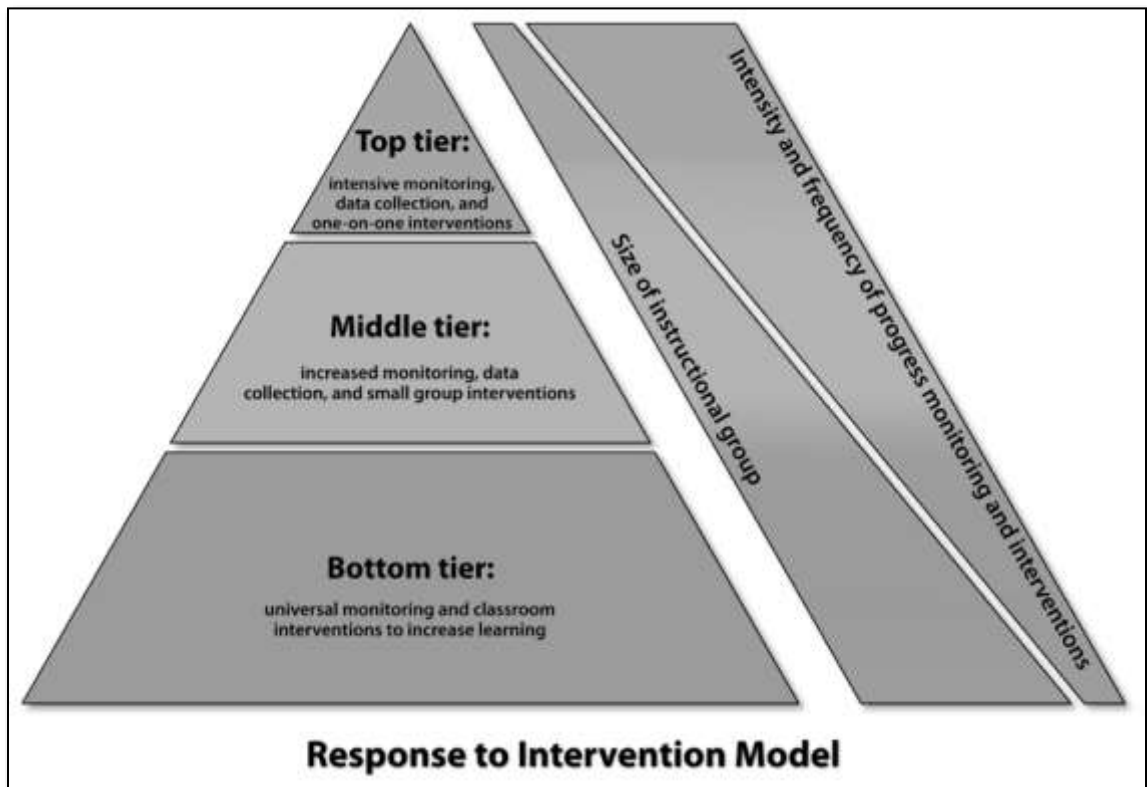 Top tier:
intensive monitoring,
data collection, and
one-on-one interventions
Middle tier:
increased monitoring, data
collection, and small group interventions
Bottom tier:
universal monitoring and classroom
interventions to increase learning
Size of instructional group
Intensity and frequency of progress monitoring and interventions
Response to Intervention Model